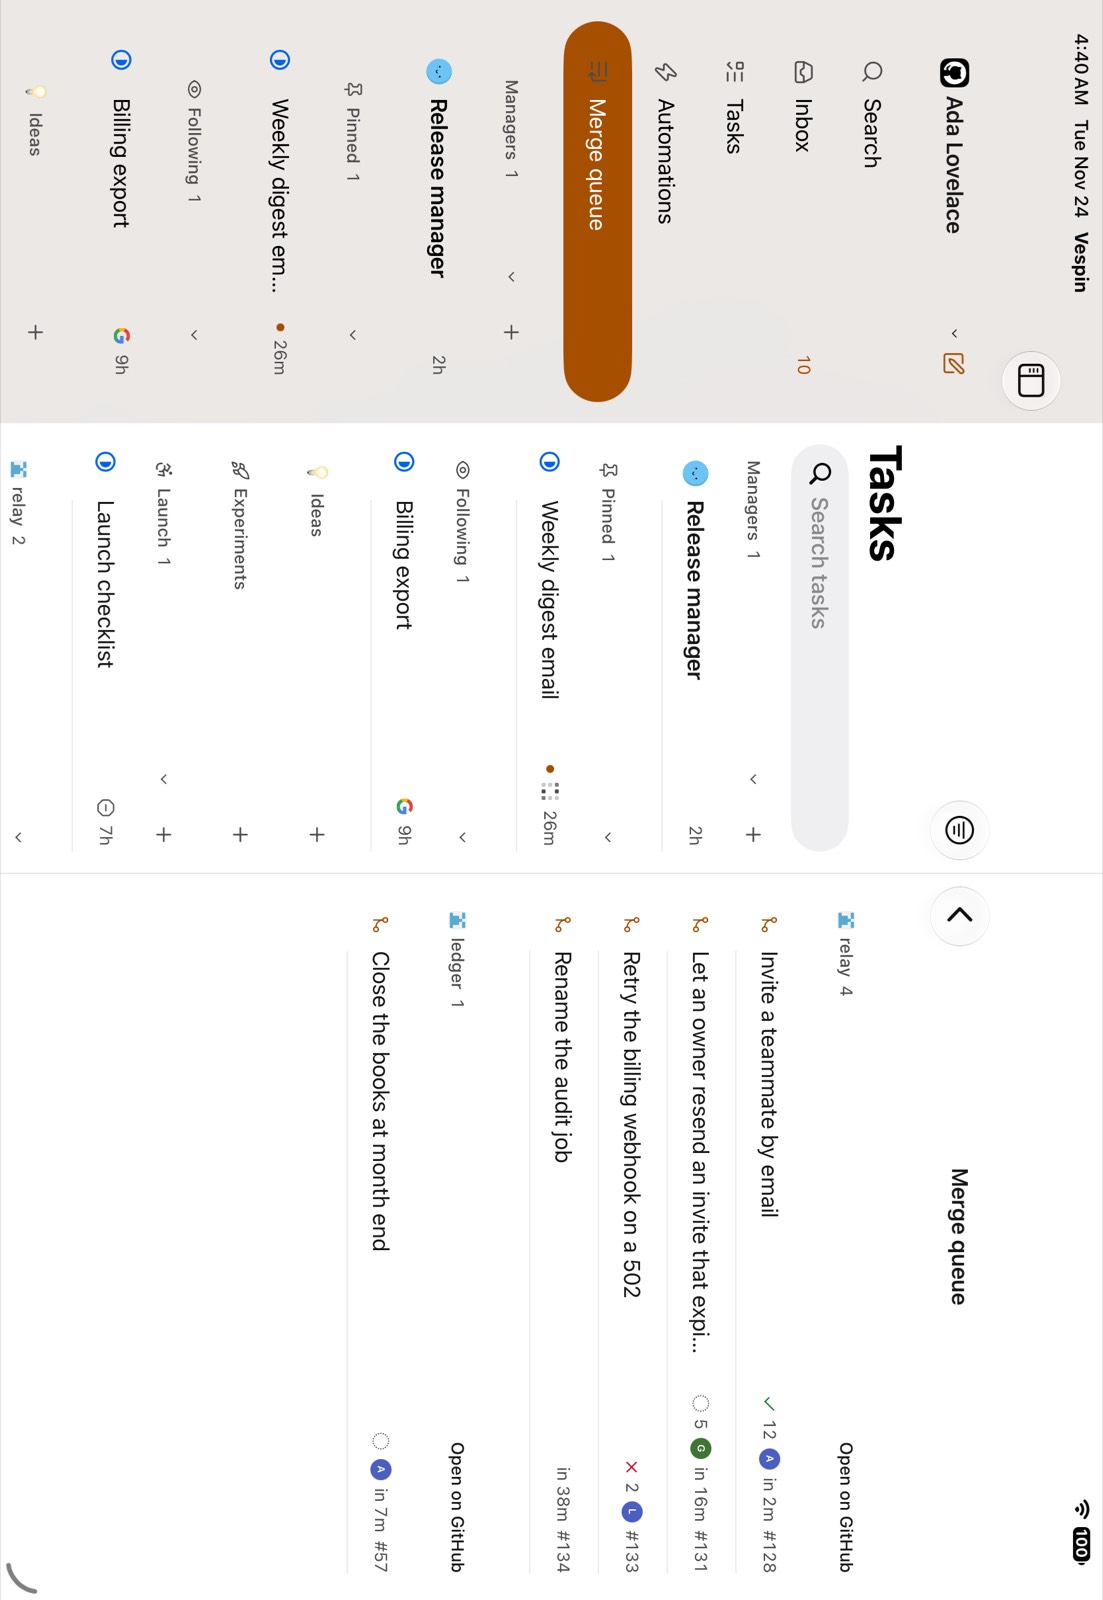 4:40 AM Tue Nov 24 Vespin
100
Ada Lovelace
Search
Inbox 10
Tasks
Automations
Merge queue
Managers 1
Release manager 2h
Pinned 1
Weekly digest em... 26m
Following 1
Billing export 9h
Ideas
Tasks
Search tasks
Managers 1
Release manager 2h
Pinned 1
Weekly digest email 26m
Following 1
Billing export 9h
Ideas
Experiments
Launch 1
Launch checklist 7h
relay 2
Merge queue
relay 4 Open on GitHub
Invite a teammate by email 12 A in 2m #128
Let an owner resend an invite that expi... 5 G in 16m #131
Retry the billing webhook on a 502 2 L #133
Rename the audit job in 38m #134
ledger 1 Open on GitHub
Close the books at month end A in 7m #57